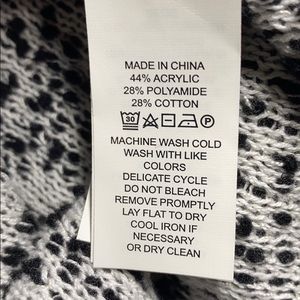 MADE IN CHINA
44% ACRYLIC
28% POLYAMIDE
28% COTTON
30 P
MACHINE WASH COLD
WASH WITH LIKE
COLORS
DELICATE CYCLE
DO NOT BLEACH
REMOVE PROMPTLY
LAY FLAT TO DRY
COOL IRON IF
NECESSARY
OR DRY CLEAN